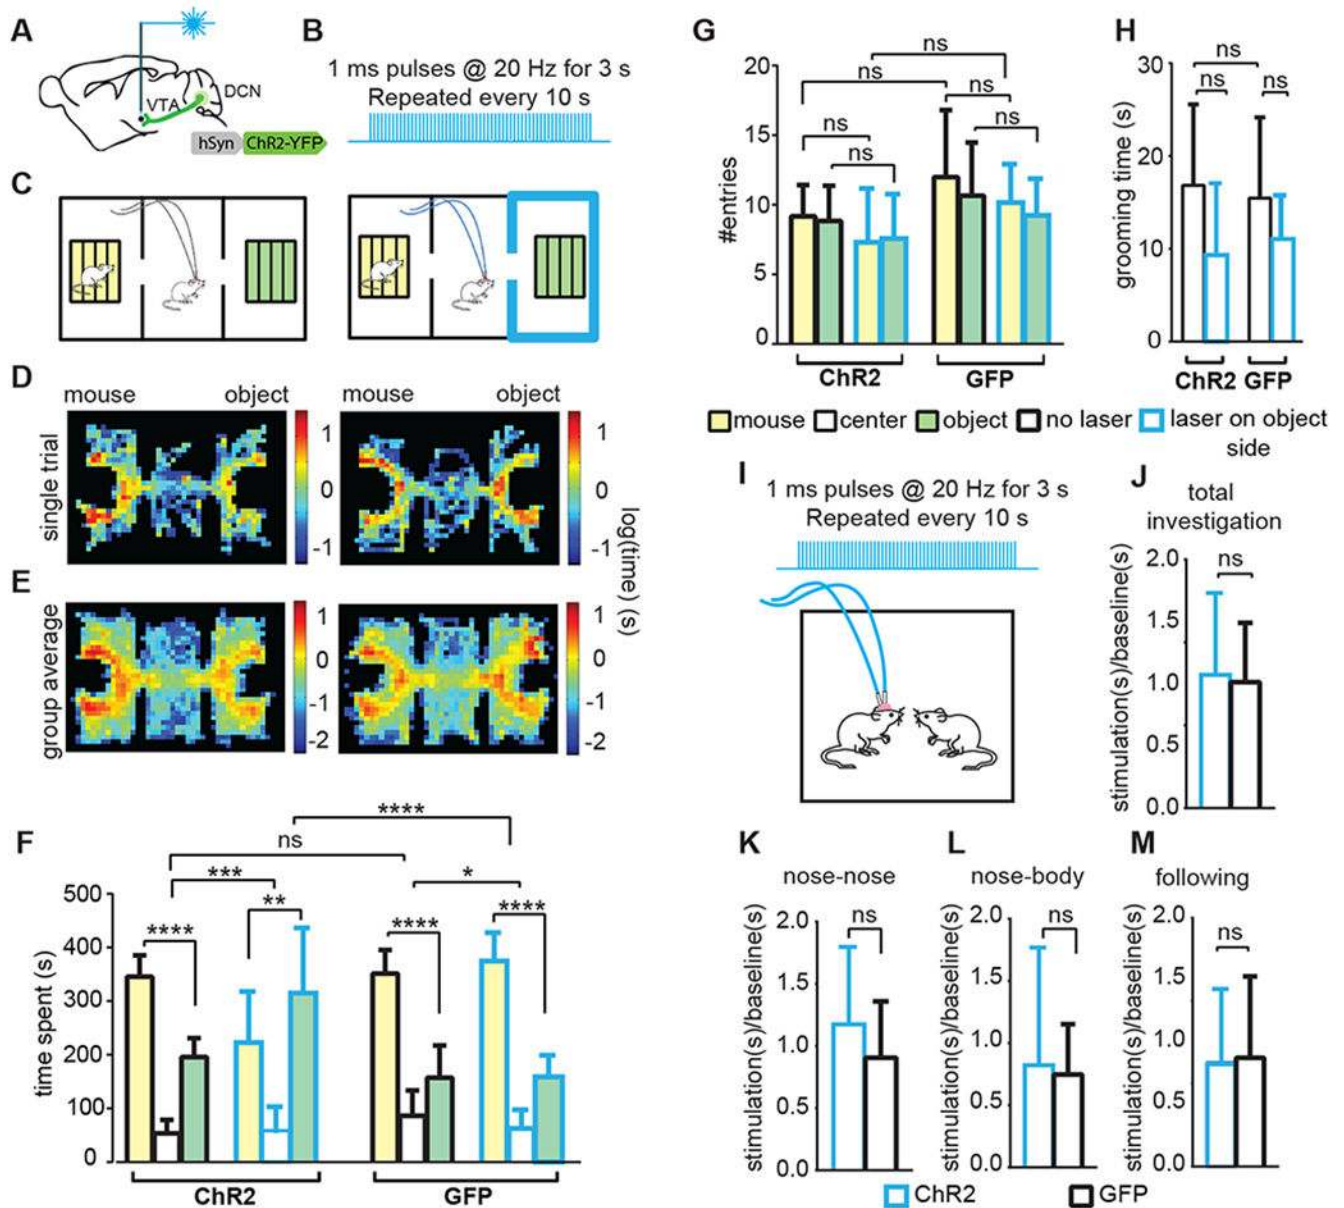 A
VTA
DCN
hSyn
ChR2-YFP
B
1 ms pulses @ 20 Hz for 3 s
Repeated every 10 s
C
D
mouse
object
single trial
1
0
-1
1
0
-1
log(time) (s)
E
group average
1
0
-1
-2
1
0
-1
-2
F
time spent (s)
500
400
300
200
100
0
****
***
**
ns
****
****
*
****
ChR2
GFP
G
#entries
20
15
10
5
0
ns
ns
ns
ns
ns
ns
ChR2
GFP
H
grooming time (s)
30
20
10
0
ns
ns
ns
ChR2 GFP
mouse
center
object
no laser
laser on object
side
I
1 ms pulses @ 20 Hz for 3 s
Repeated every 10 s
J
total
investigation
stimulation(s)/baseline(s)
2.0
1.5
1.0
0.5
0.0
ns
K
nose-nose
stimulation(s)/baseline(s)
2.0
1.5
1.0
0.5
0.0
ns
L
nose-body
stimulation(s)/baseline(s)
2.0
1.5
1.0
0.5
0.0
ns
M
following
stimulation(s)/baseline(s)
2.0
1.5
1.0
0.5
0.0
ns
ChR2
GFP